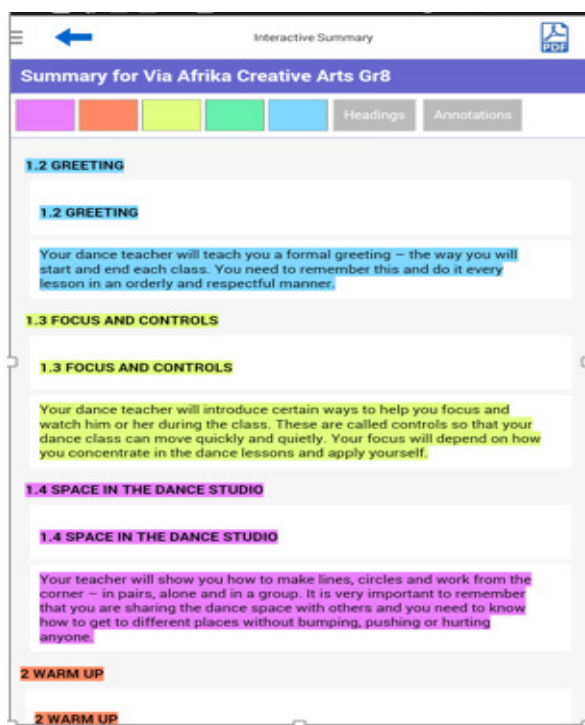 Interactive Summary
PDF
Summary for Via Afrika Creative Arts Gr8
Headings
Annotations
1.2 GREETING
1.2 GREETING
Your dance teacher will teach you a formal greeting – the way you will
start and end each class. You need to remember this and do it every
lesson in an orderly and respectful manner.
1.3 FOCUS AND CONTROLS
1.3 FOCUS AND CONTROLS
Your dance teacher will introduce certain ways to help you focus and
watch him or her during the class. These are called controls so that your
dance class can move quickly and quietly. Your focus will depend on how
you concentrate in the dance lessons and apply yourself.
1.4 SPACE IN THE DANCE STUDIO
1.4 SPACE IN THE DANCE STUDIO
Your teacher will show you how to make lines, circles and work from the
corner – in pairs, alone and in a group. It is very important to remember
that you are sharing the dance space with others and you need to know
how to get to different places without bumping, pushing or hurting
anyone.
2 WARM UP
2 WARM UP